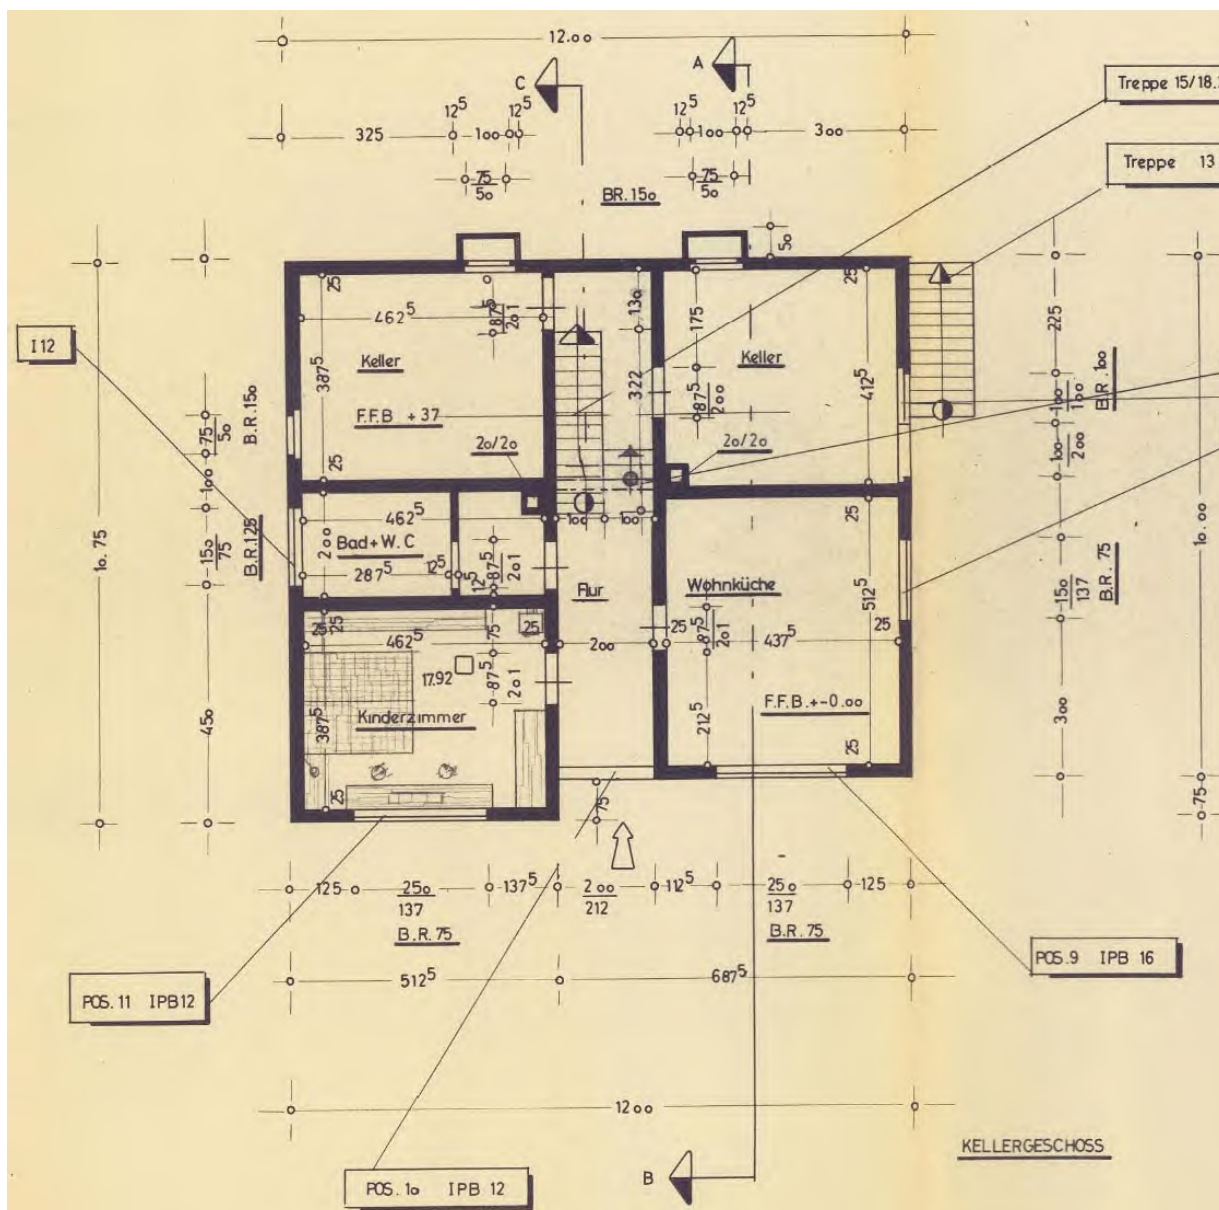 12.oo
C
A
Treppe 15/18.
12⁵
12⁵
12⁵
12⁵
325
1oo
1oo
3oo
75
5o
75
5o
Treppe 13
BR.15o
5o
I 12
25
462⁵
87⁵
2o1
Keller
387⁵
F.F.B +37
2o/2o
25
13o
322
175
87⁵
2oo
Keller
25
412⁵
2o/2o
225
1oo
1oo
B.R.1oo
1oo
2oo
B.R.15o
75
5o
1oo
15o
75
B.R.125
1o.75
45o
462⁵
2oo
Bad+W.C
287⁵
12⁵
12⁵
87⁵
2o1
1oo
1oo
Flur
2oo
Wohnküche
25
87⁵
2o1
437⁵
25
512⁵
25
212⁵
F.F.B.+-0.oo
25
15o
137
B.R.75
3oo
1o.oo
75
25
25
462⁵
75
25
17.92
87⁵
2o1
Kinderzimmer
387⁵
25
75
125
25o
137
B.R.75
137⁵
2oo
212
112⁵
25o
137
B.R.75
125
POS.11 IPB12
512⁵
687⁵
POS.9 IPB 16
12oo
KELLERGESCHOSS
POS.1o IPB 12
B